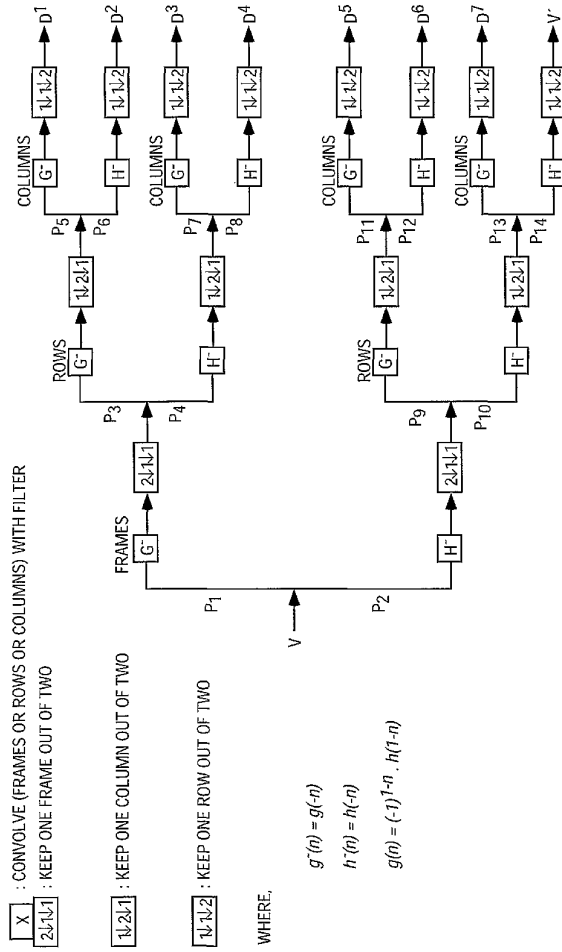 X : CONVOLVE (FRAMES OR ROWS OR COLUMNS) WITH FILTER
2↓1↓1 : KEEP ONE FRAME OUT OF TWO
1↓2↓1 : KEEP ONE COLUMN OUT OF TWO
1↓1↓2 : KEEP ONE ROW OUT OF TWO
WHERE,
g~(n) = g(-n)
h~(n) = h(-n)
g(n) = (-1)^1-n . h(1-n)
V
P1
P2
FRAMES
G~ 2↓1↓1
H~ 2↓1↓1
P3
P4
ROWS
G~ 1↓2↓1
H~ 1↓2↓1
P9
P10
ROWS
G~ 1↓2↓1
H~ 1↓2↓1
P5
P6
COLUMNS
G~ 1↓1↓2 D1
H~ 1↓1↓2 D2
P7
P8
COLUMNS
G~ 1↓1↓2 D3
H~ 1↓1↓2 D4
P11
P12
COLUMNS
G~ 1↓1↓2 D5
H~ 1↓1↓2 D6
P13
P14
COLUMNS
G~ 1↓1↓2 D7
H~ 1↓1↓2 V'